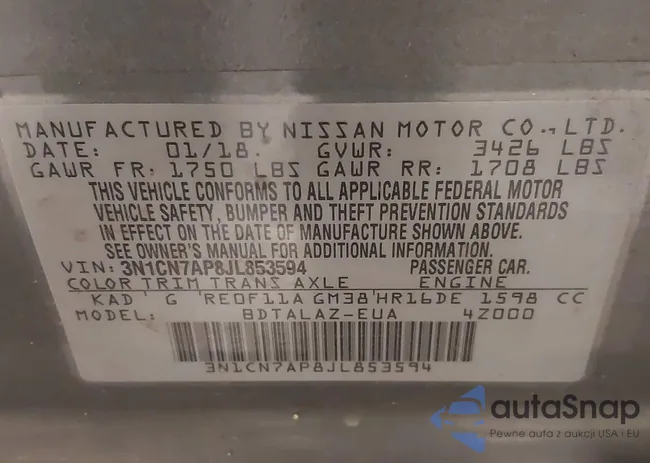 MANUFACTURED BY NISSAN MOTOR CO., LTD.
DATE: 01/18. GVWR: 3426 LBS
GAWR FR: 1750 LBS GAWR RR: 1708 LBS
THIS VEHICLE CONFORMS TO ALL APPLICABLE FEDERAL MOTOR
VEHICLE SAFETY, BUMPER AND THEFT PREVENTION STANDARDS
IN EFFECT ON THE DATE OF MANUFACTURE SHOWN ABOVE.
SEE OWNER'S MANUAL FOR ADDITIONAL INFORMATION.
VIN: 3N1CN7AP8JL853594 PASSENGER CAR.
COLOR TRIM TRANS AXLE ENGINE
KAD G RE0F11A GM38 HR16DE 1598 CC
MODEL: BDTALAZ-EUA 4Z000
3N1CN7AP8JL853594
autaSnap
Pewne auta z aukcji USA i EU